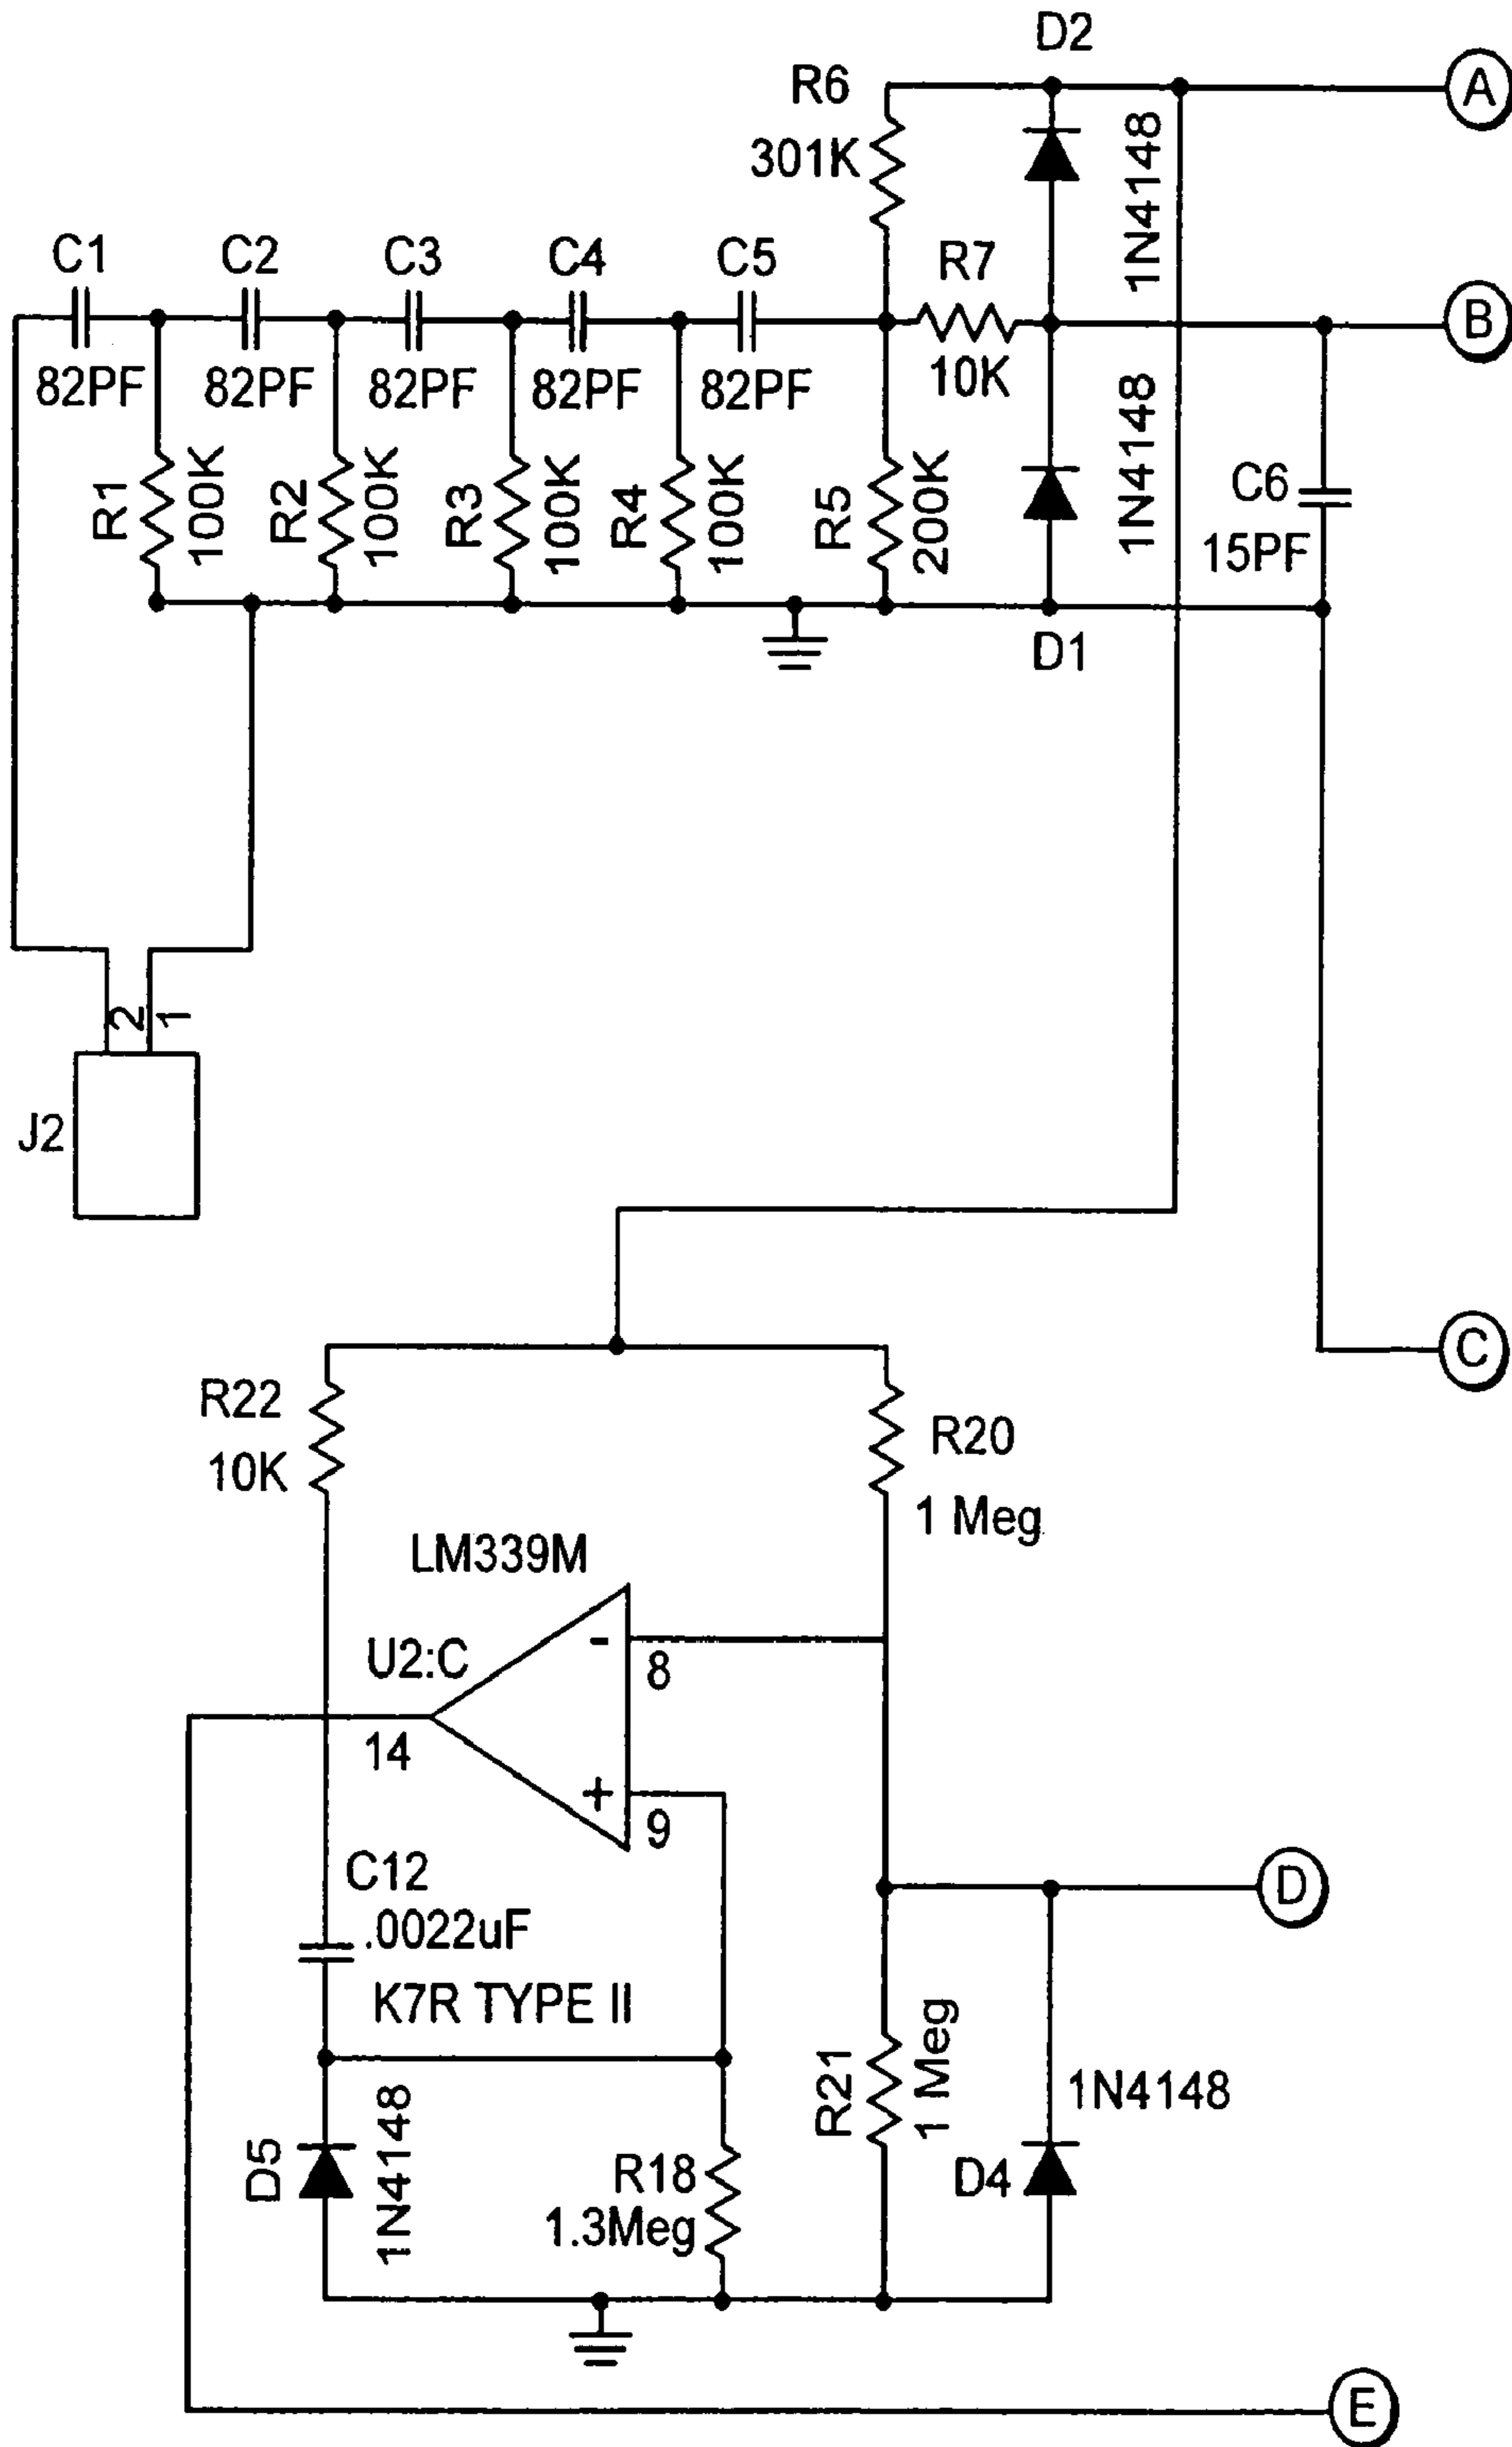 D2
A
R6
301K
1N4148
C1
C2
C3
C4
C5
R7
B
82PF
82PF
82PF
82PF
82PF
10K
1N4148
R1
100K
R2
100K
R3
100K
R4
100K
R5
200K
C6
15PF
D1
2
1
J2
C
R22
10K
R20
1 Meg
LM339M
U2:C
-
8
14
+
9
C12
.0022uF
D
K7R TYPE II
R21
1 Meg
1N4148
D5
1N4148
R18
1.3Meg
D4
E